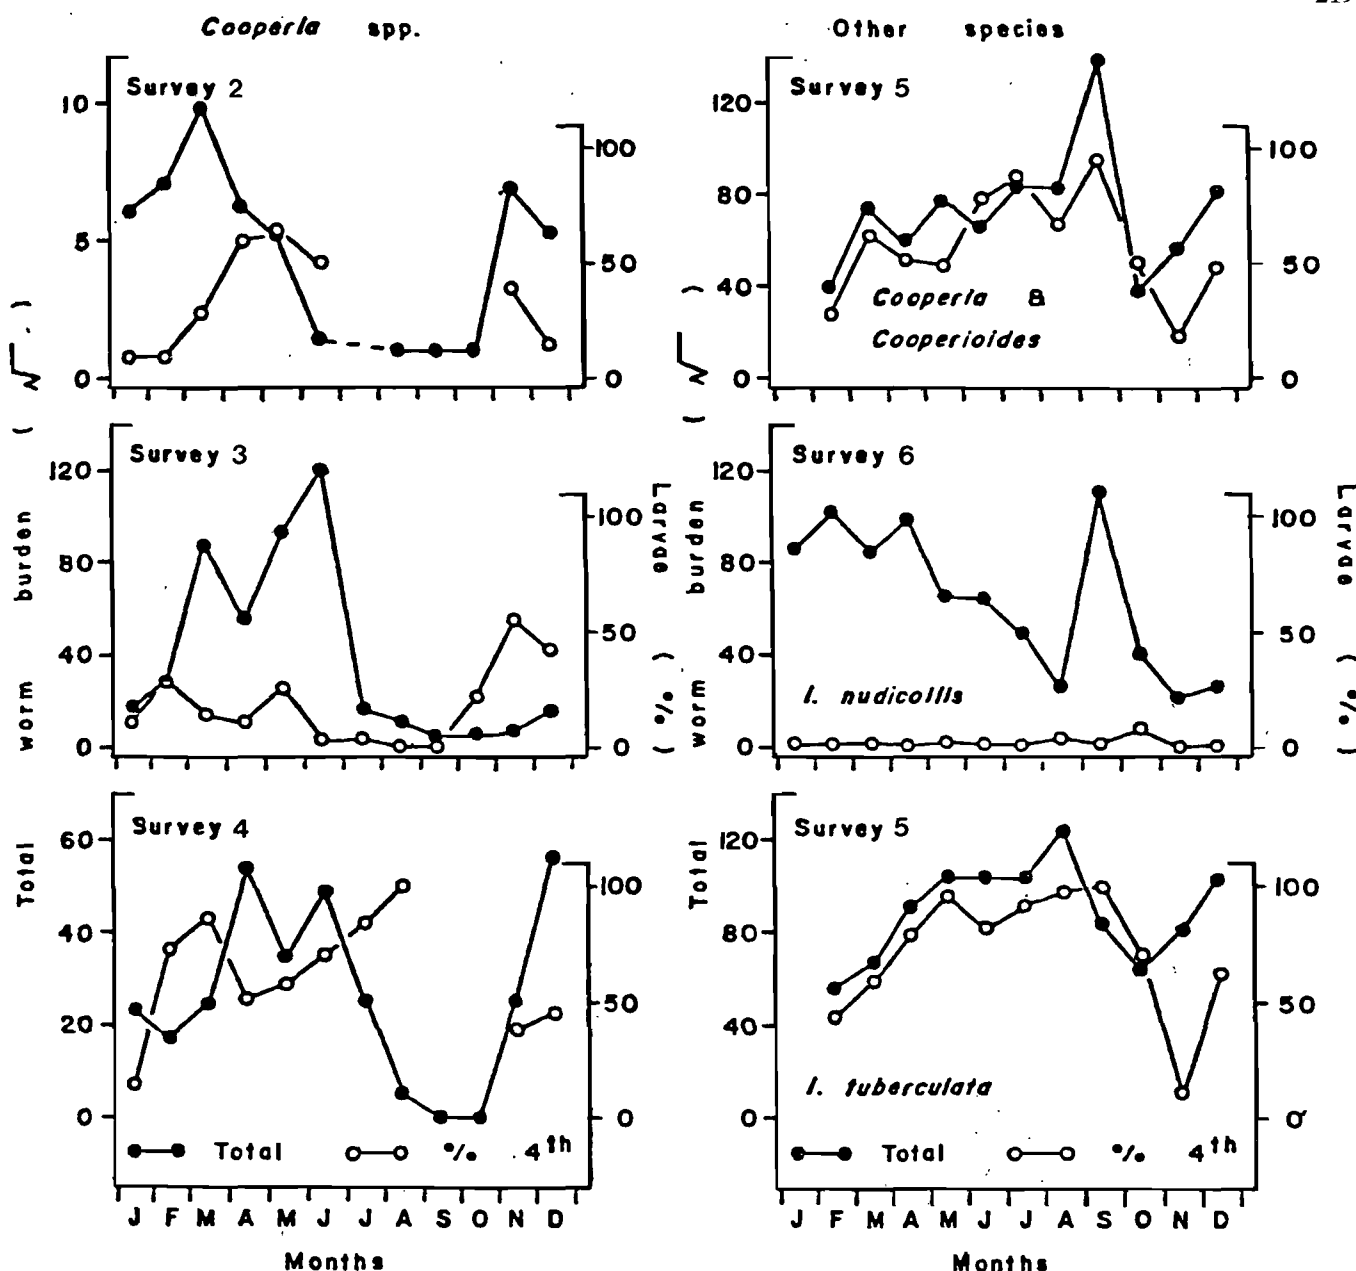 Cooperia spp.
Other species
Survey 2
10
5
0
100
50
0
Survey 5
120
80
40
0
100
50
0
Cooperia &
Cooperioides
Survey 3
120
80
40
0
100
50
0
Survey 6
120
80
40
0
100
50
0
I. nudicollis
Survey 4
60
40
20
0
100
50
0
Total % 4th
Survey 5
120
80
40
0
100
50
0
I. tuberculata
Total % 4th
Total worm burden ( √ . )
Larvae ( % )
Total worm burden ( √ )
Larvae ( % )
J F M A M J J A S O N D
J F M A M J J A S O N D
Months
Months